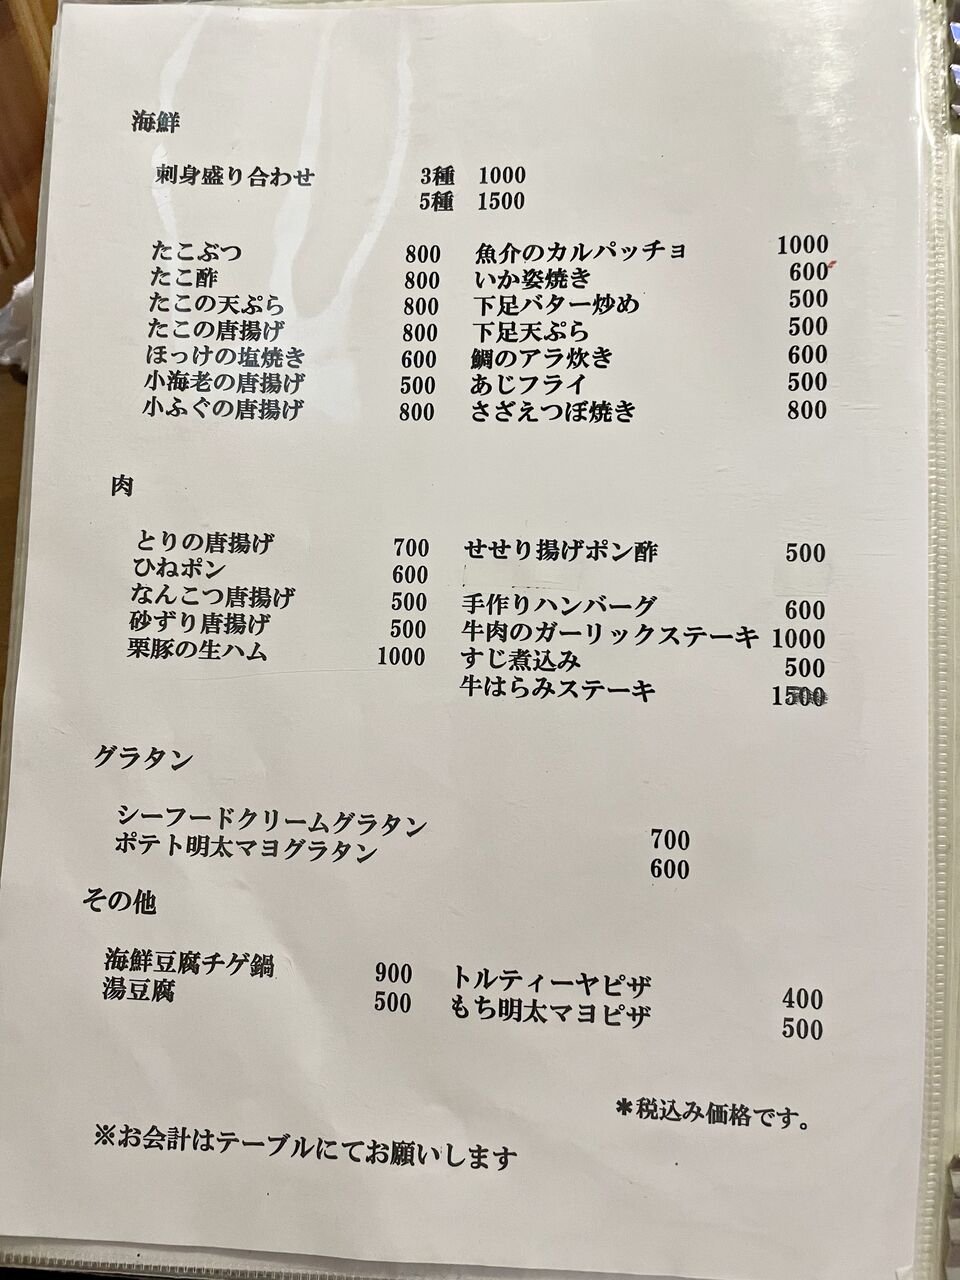 海鮮
刺身盛り合わせ 3種 1000
5種 1500
たこぶつ 800 魚介のカルパッチョ 1000
たこ酢 800 いか姿焼き 600
たこの天ぷら 800 下足バター炒め 500
たこの唐揚げ 800 下足天ぷら 500
ほっけの塩焼き 600 鯛のアラ炊き 600
小海老の唐揚げ 500 あじフライ 500
小ふぐの唐揚げ 800 さざえつぼ焼き 800
肉
とりの唐揚げ 700 せせり揚げポン酢 500
ひねポン 600
なんこつ唐揚げ 500 手作りハンバーグ 600
砂ずり唐揚げ 500 牛肉のガーリックステーキ 1000
栗豚の生ハム 1000 すじ煮込み 500
牛はらみステーキ 1500
グラタン
シーフードクリームグラタン 700
ポテト明太マヨグラタン 600
その他
海鮮豆腐チゲ鍋 900 トルティーヤピザ 400
湯豆腐 500 もち明太マヨピザ 500
＊税込み価格です。
※お会計はテーブルにてお願いします